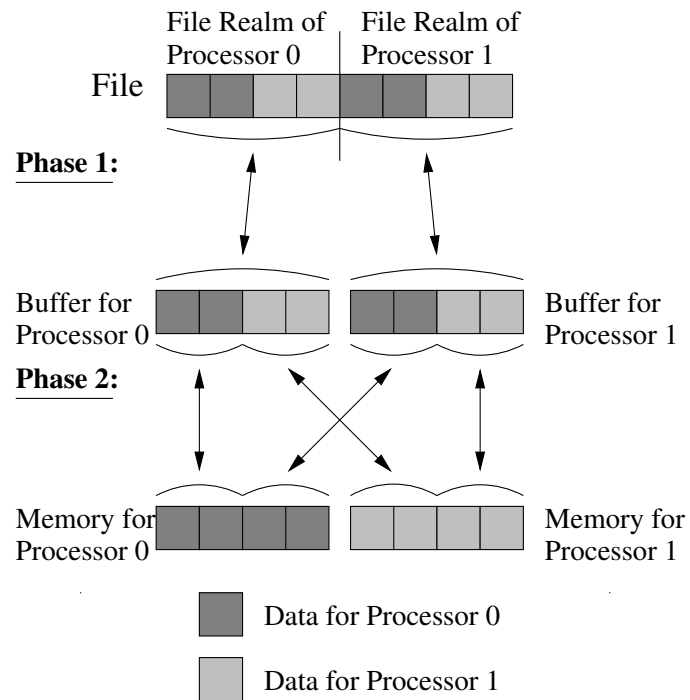 File Realm of
Processor 0
File Realm of
Processor 1
File
Phase 1:
Buffer for
Processor 0
Buffer for
Processor 1
Phase 2:
Memory for
Processor 0
Memory for
Processor 1
Data for Processor 0
Data for Processor 1